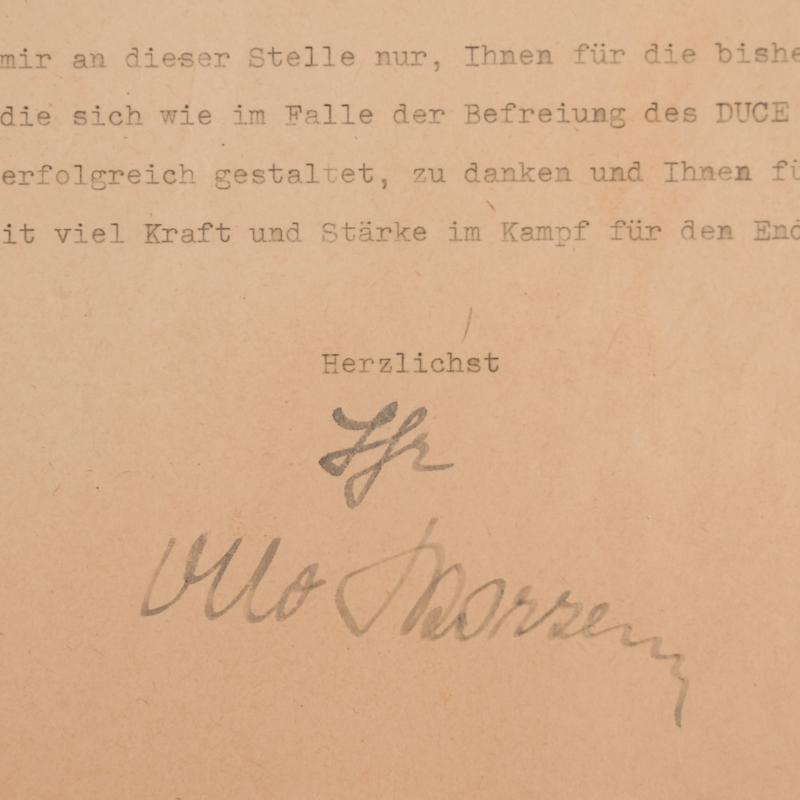 mir an dieser Stelle nur, Ihnen für die bishe
die sich wie im Falle der Befreiung des DUCE
erfolgreich gestaltet, zu danken und Ihnen fü
it viel Kraft und Stärke im Kampf für den End
Herzlichst
Ihr
Otto Skorzeny